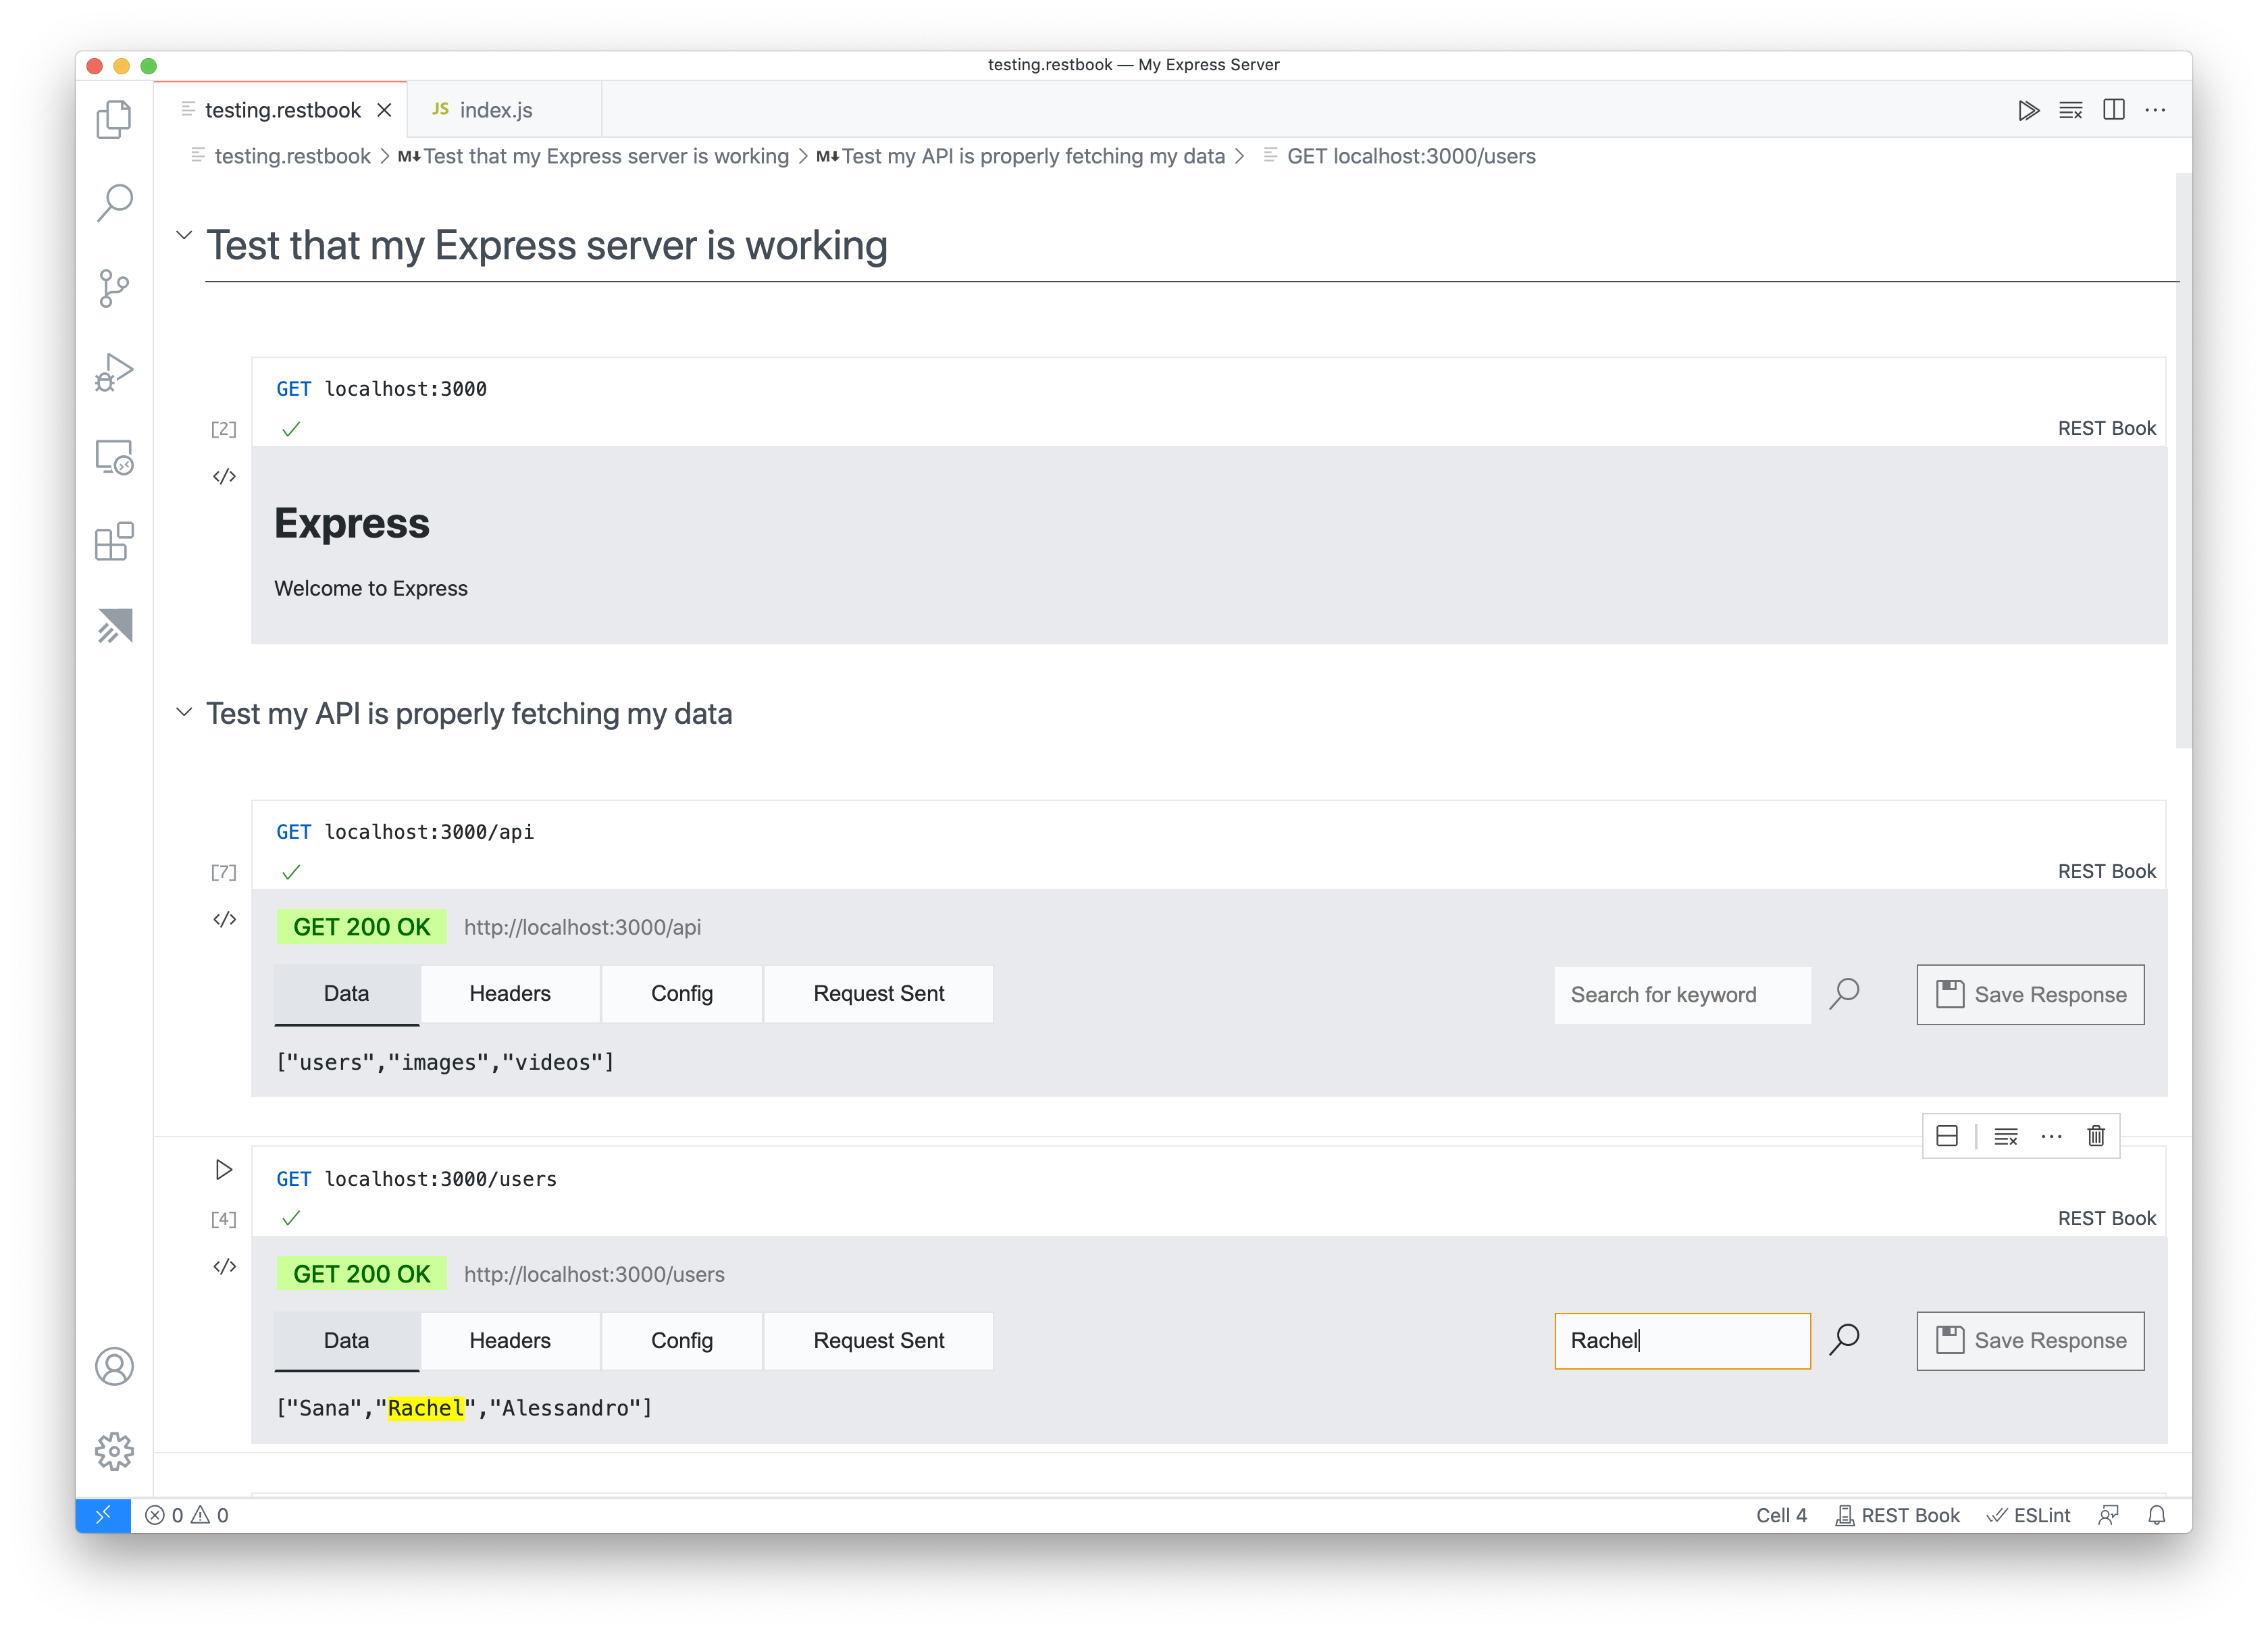 testing.restbook — My Express Server
testing.restbook
JS index.js
testing.restbook > M↓ Test that my Express server is working > M↓ Test my API is properly fetching my data > GET localhost:3000/users
Test that my Express server is working
GET localhost:3000
[2]
REST Book
</>
Express
Welcome to Express
Test my API is properly fetching my data
GET localhost:3000/api
[7]
REST Book
</>
GET 200 OK http://localhost:3000/api
Data Headers Config Request Sent Search for keyword Save Response
["users","images","videos"]
GET localhost:3000/users
[4]
REST Book
</>
GET 200 OK http://localhost:3000/users
Data Headers Config Request Sent Rachel Save Response
["Sana","Rachel","Alessandro"]
0 0 Cell 4 REST Book ESLint